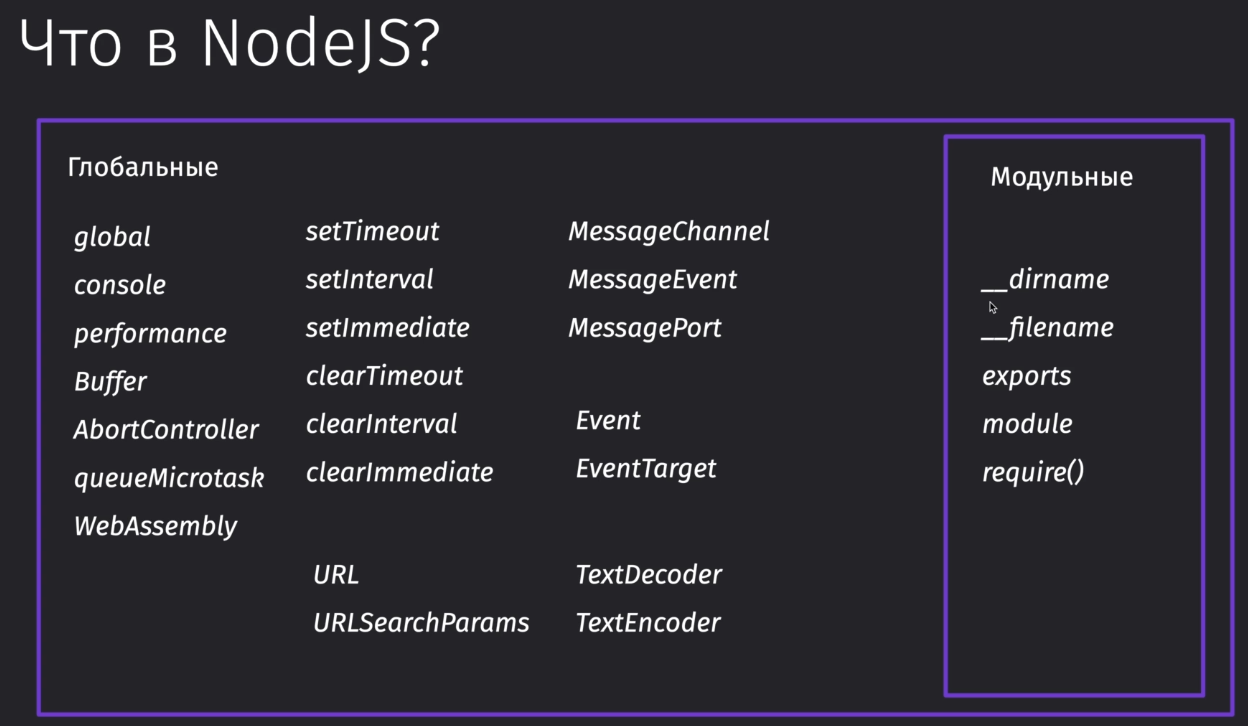 Что в NodeJS?
Глобальные
global
console
performance
Buffer
AbortController
queueMicrotask
WebAssembly
setTimeout
setInterval
setImmediate
clearTimeout
clearInterval
clearImmediate
URL
URLSearchParams
MessageChannel
MessageEvent
MessagePort
Event
EventTarget
TextDecoder
TextEncoder
Модульные
__dirname
__filename
exports
module
require()